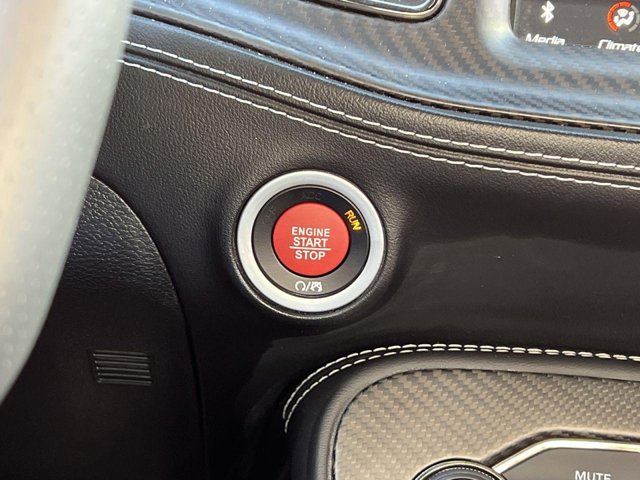 Media
Climate
RUN
ENGINE
START
STOP
MUTE